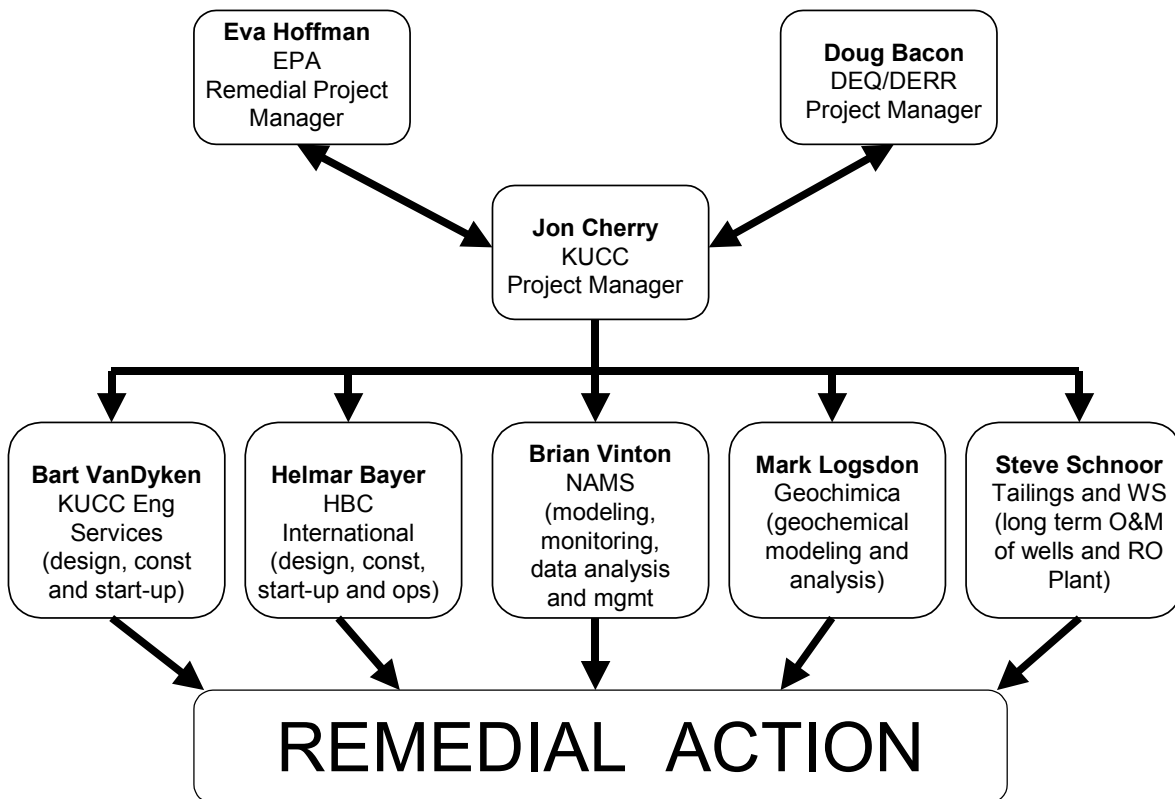 Eva Hoffman
EPA
Remedial Project
Manager
Doug Bacon
DEQ/DERR
Project Manager
Jon Cherry
KUCC
Project Manager
Bart VanDyken
KUCC Eng
Services
(design, const
and start-up)
Helmar Bayer
HBC
International
(design, const,
start-up and ops)
Brian Vinton
NAMS
(modeling,
monitoring,
data analysis
and mgmt
Mark Logsdon
Geochimica
(geochemical
modeling and
analysis)
Steve Schnoor
Tailings and WS
(long term O&M
of wells and RO
Plant)
REMEDIAL ACTION